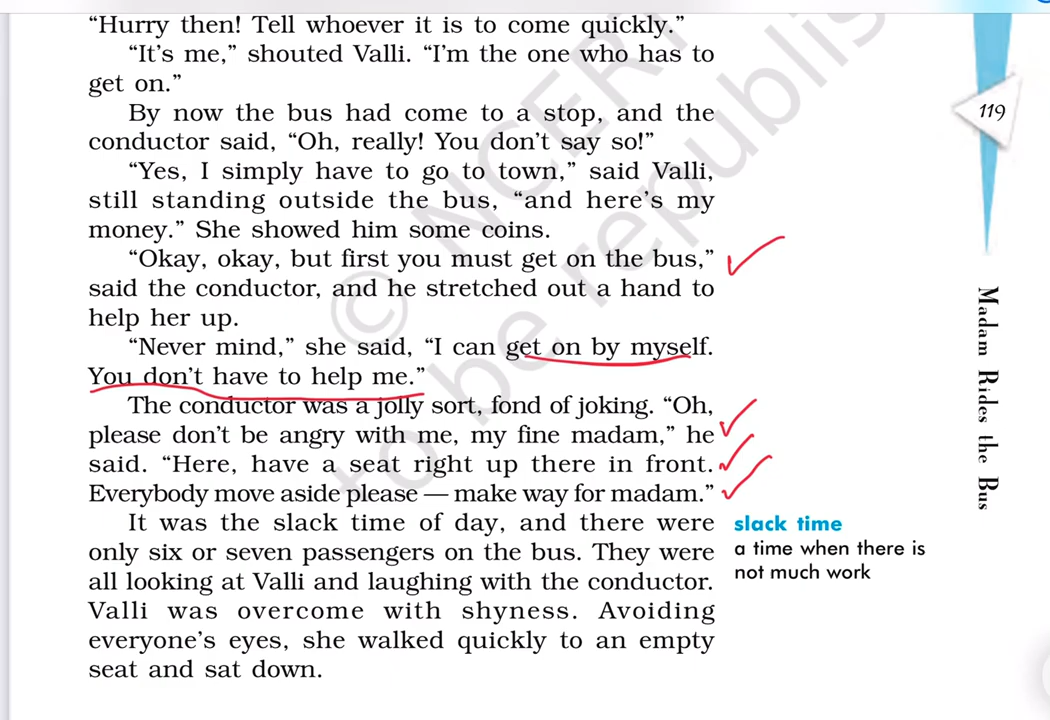 “Hurry then! Tell whoever it is to come quickly.”
“It’s me,” shouted Valli. “I’m the one who has to
get on.”
By now the bus had come to a stop, and the
conductor said, “Oh, really! You don’t say so!”
“Yes, I simply have to go to town,” said Valli,
still standing outside the bus, “and here’s my
money.” She showed him some coins.
“Okay, okay, but first you must get on the bus,”
said the conductor, and he stretched out a hand to
help her up.
“Never mind,” she said, “I can get on by myself.
You don’t have to help me.”
The conductor was a jolly sort, fond of joking. “Oh,
please don’t be angry with me, my fine madam,” he
said. “Here, have a seat right up there in front.
Everybody move aside please — make way for madam.”
It was the slack time of day, and there were
only six or seven passengers on the bus. They were
all looking at Valli and laughing with the conductor.
Valli was overcome with shyness. Avoiding
everyone’s eyes, she walked quickly to an empty
seat and sat down.
slack time
a time when there is
not much work
119
Madam Rides the Bus
© NCERT
to be republis